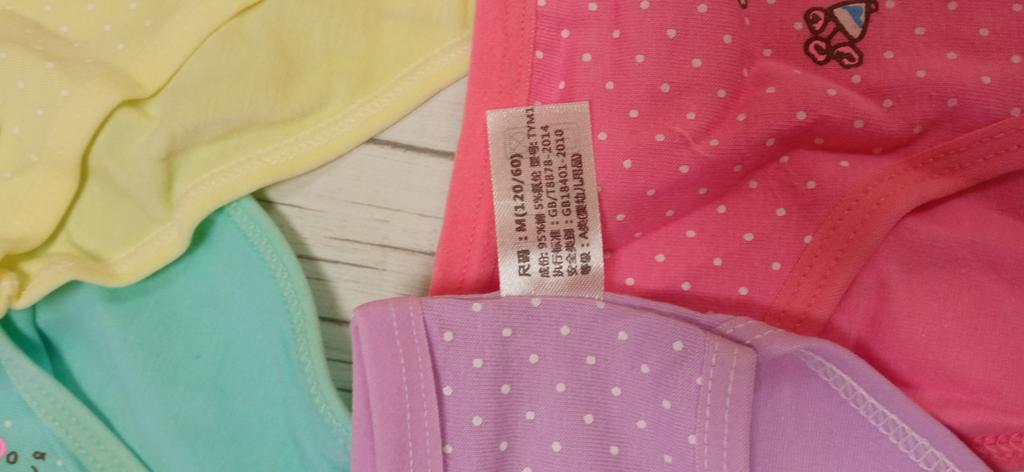 尺码：M(120/60)
成份: 95%棉 5%氨纶 型号: TYM1
执行标准：GB/T8878-2014
安全类别：GB18401-2010
等级：A类(婴幼儿用品)